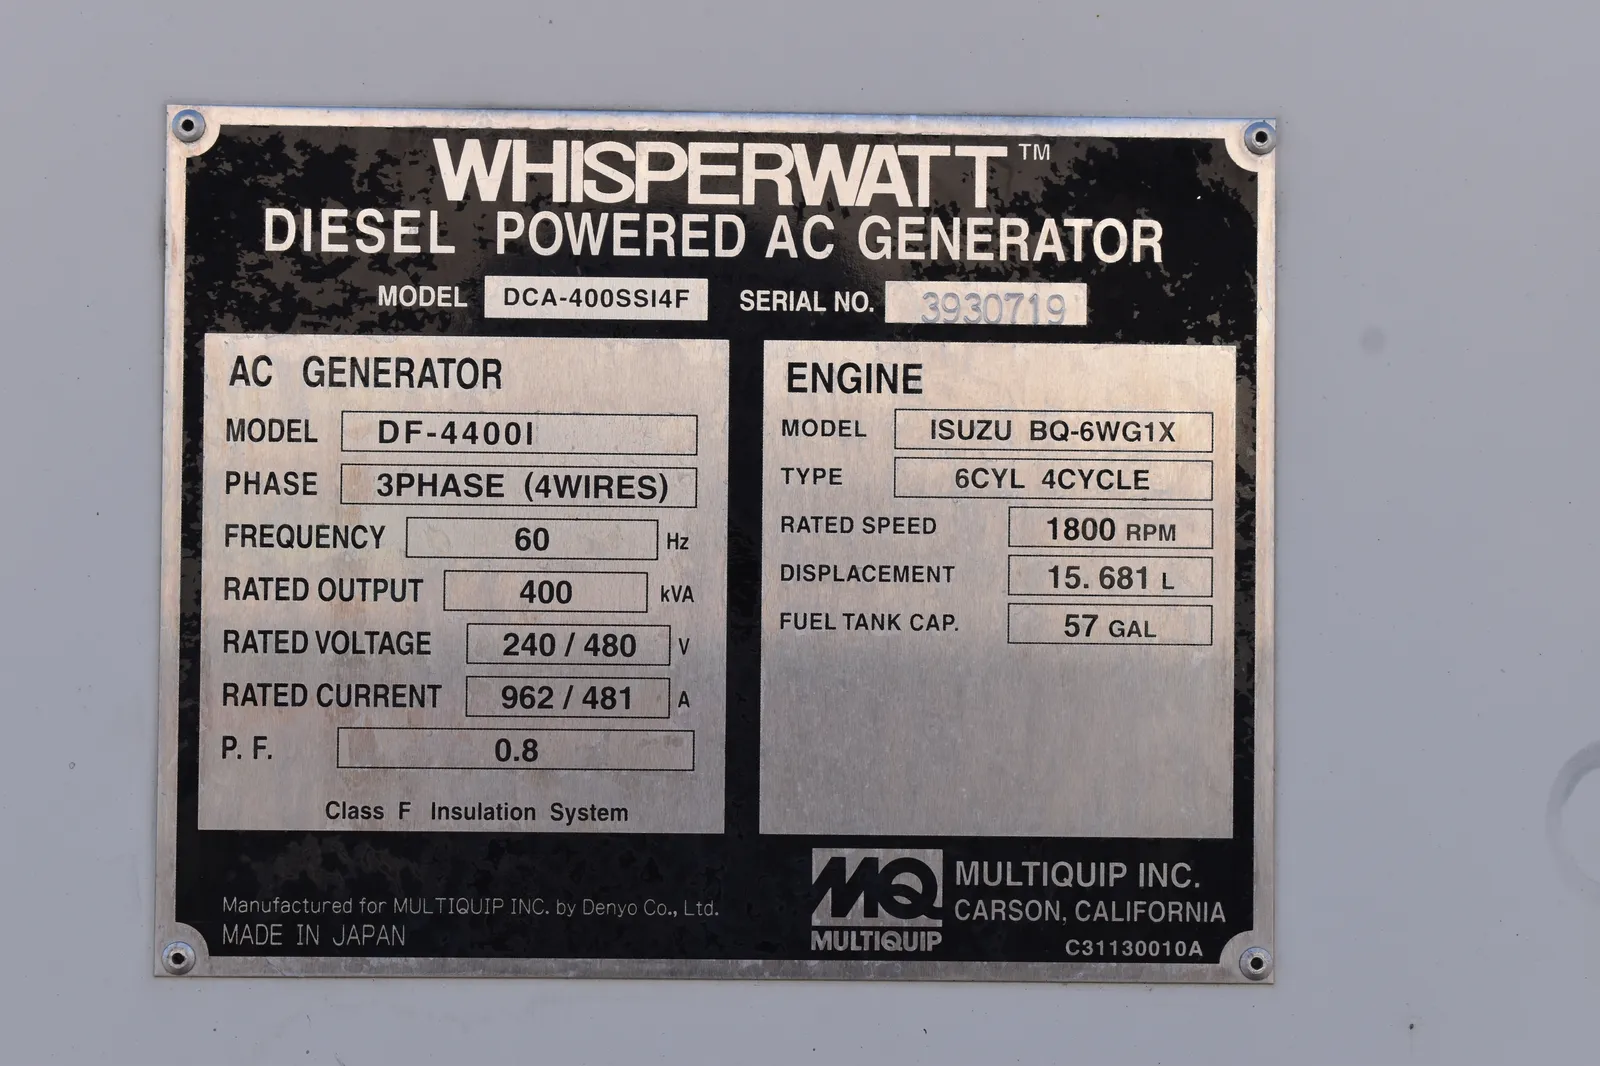 WHISPERWATT™
DIESEL POWERED AC GENERATOR
MODEL DCA-400SSI4F SERIAL NO. 3930719
AC GENERATOR
MODEL DF-4400I
PHASE 3PHASE (4WIRES)
FREQUENCY 60 Hz
RATED OUTPUT 400 kVA
RATED VOLTAGE 240 / 480 V
RATED CURRENT 962 / 481 A
P. F. 0.8
Class F Insulation System
ENGINE
MODEL ISUZU BQ-6WG1X
TYPE 6CYL 4CYCLE
RATED SPEED 1800 RPM
DISPLACEMENT 15.681 L
FUEL TANK CAP. 57 GAL
Manufactured for MULTIQUIP INC. by Denyo Co., Ltd.
MADE IN JAPAN
MQ
MULTIQUIP
MULTIQUIP INC.
CARSON, CALIFORNIA
C31130010A